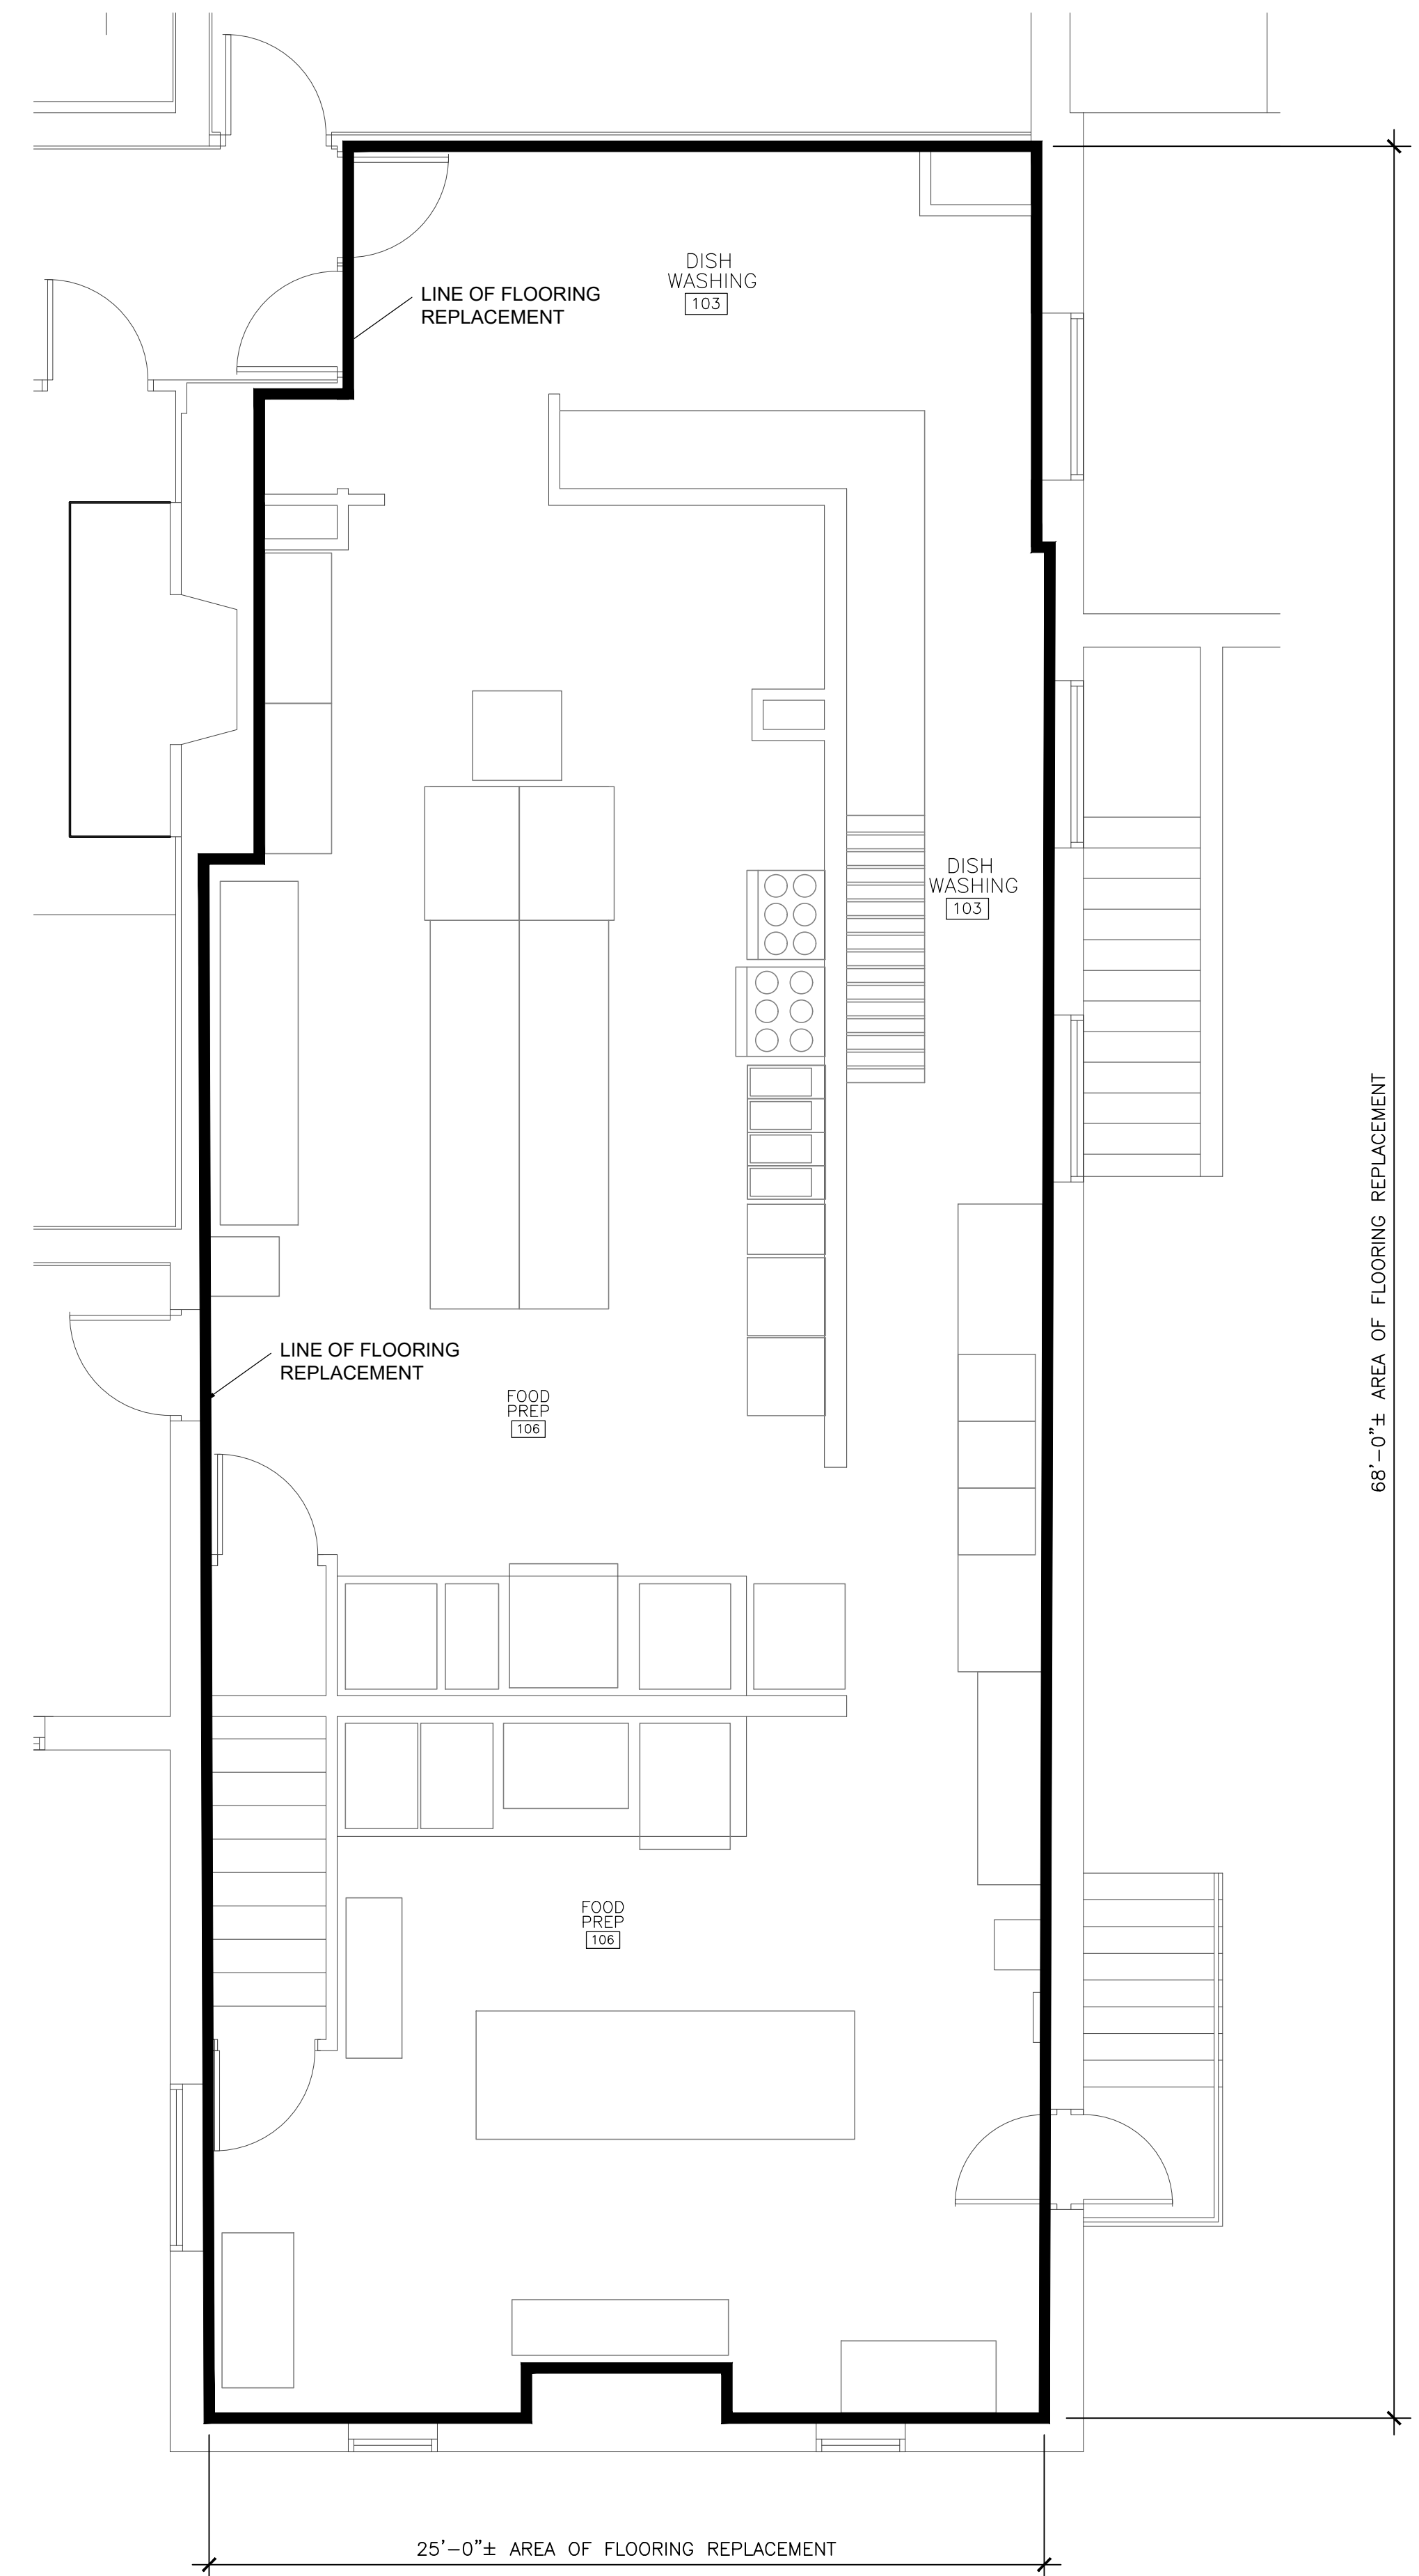 DISH
WASHING
103
LINE OF FLOORING
REPLACEMENT
DISH
WASHING
103
68'-0"± AREA OF FLOORING REPLACEMENT
LINE OF FLOORING
REPLACEMENT
FOOD
PREP
106
FOOD
PREP
106
25'-0"± AREA OF FLOORING REPLACEMENT